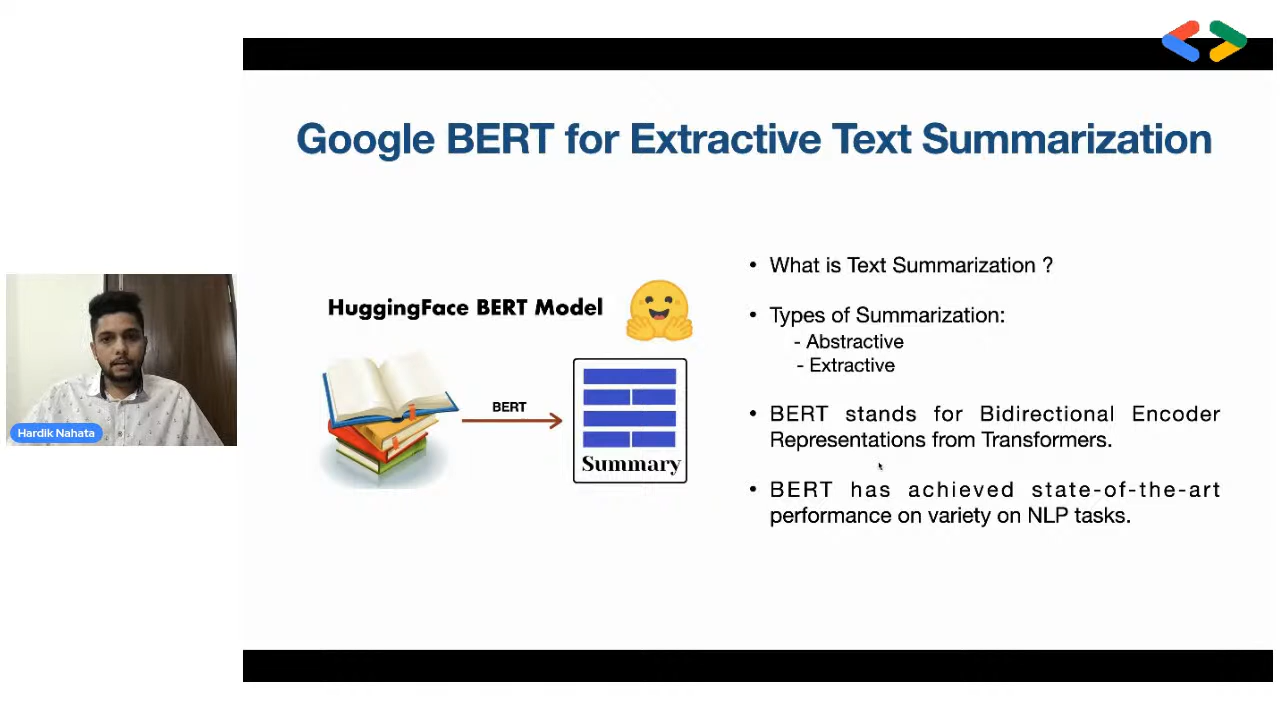 Google BERT for Extractive Text Summarization
HuggingFace BERT Model
BERT
Summary
• What is Text Summarization ?
• Types of Summarization:
- Abstractive
- Extractive
• BERT stands for Bidirectional Encoder
Representations from Transformers.
• BERT has achieved state-of-the-art
performance on variety on NLP tasks.
Hardik Nahata